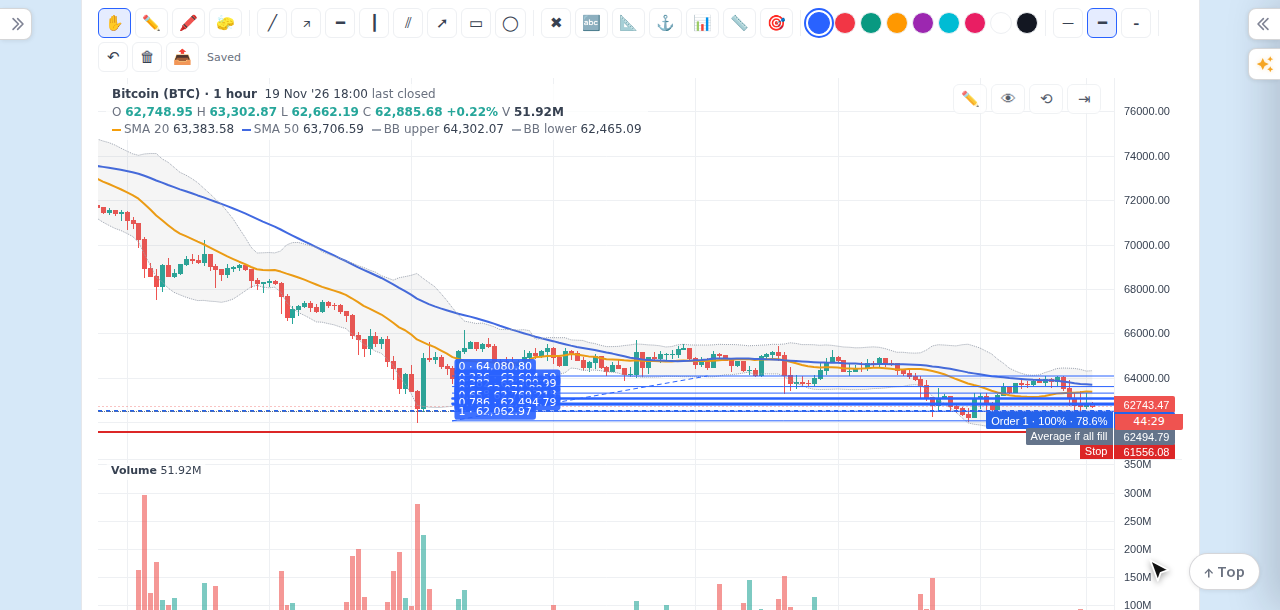 Saved
Bitcoin (BTC) · 1 hour 19 Nov '26 18:00 last closed
O 62,748.95 H 63,302.87 L 62,662.19 C 62,885.68 +0.22% V 51.92M
SMA 20 63,383.58 SMA 50 63,706.59 BB upper 64,302.07 BB lower 62,465.09
76000.00
74000.00
72000.00
70000.00
68000.00
66000.00
64000.00
0 · 64,080.80
0.786 · 62,494.79
1 · 62,062.97
62743.47
Order 1 · 100% · 78.6% 44:29
Average if all fill 62494.79
Stop 61556.08
Volume 51.92M
350M
300M
250M
200M
150M
100M
↑ Top